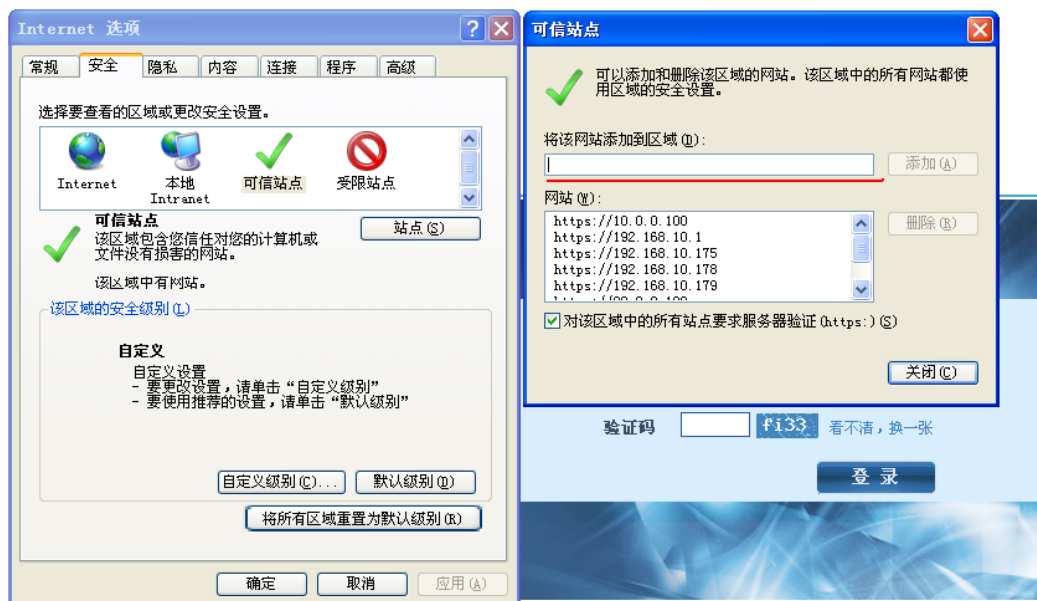 Internet 选项
常规 安全 隐私 内容 连接 程序 高级
选择要查看的区域或更改安全设置。
Internet
本地
Intranet
可信站点
受限站点
可信站点
该区域包含您信任对您的计算机或
文件没有损害的网站。
站点(S)
该区域中有网站。
该区域的安全级别(L)
自定义
自定义设置
- 要更改设置，请单击“自定义级别”
- 要使用推荐的设置，请单击“默认级别”
自定义级别(C)... 默认级别(D)
将所有区域重置为默认级别(R)
确定 取消 应用(A)
可信站点
可以添加和删除该区域的网站。该区域中的所有网站都使
用区域的安全设置。
将该网站添加到区域(D):
添加(A)
网站(W):
https://10.0.0.100
https://192.168.10.1
https://192.168.10.175
https://192.168.10.178
https://192.168.10.179
删除(R)
对该区域中的所有站点要求服务器验证(https:)(S)
关闭(C)
验证码 fi33 看不清，换一张
登 录